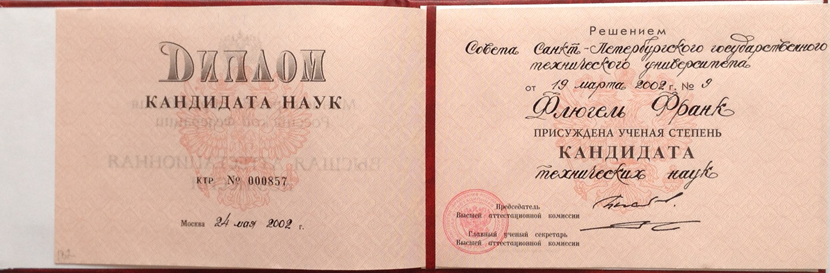 ДИПЛОМ
КАНДИДАТА НАУК
КТР № 000857
Москва 24 мая 2002 г.
Решением
Совета Санкт-Петербургского государственного
технического университета
от 19 марта 2002 г. № 9
Флюгель Франк
ПРИСУЖДЕНА УЧЕНАЯ СТЕПЕНЬ
КАНДИДАТА
технических наук
Председатель
Высшей аттестационной комиссии
Главный ученый секретарь
Высшей аттестационной комиссии